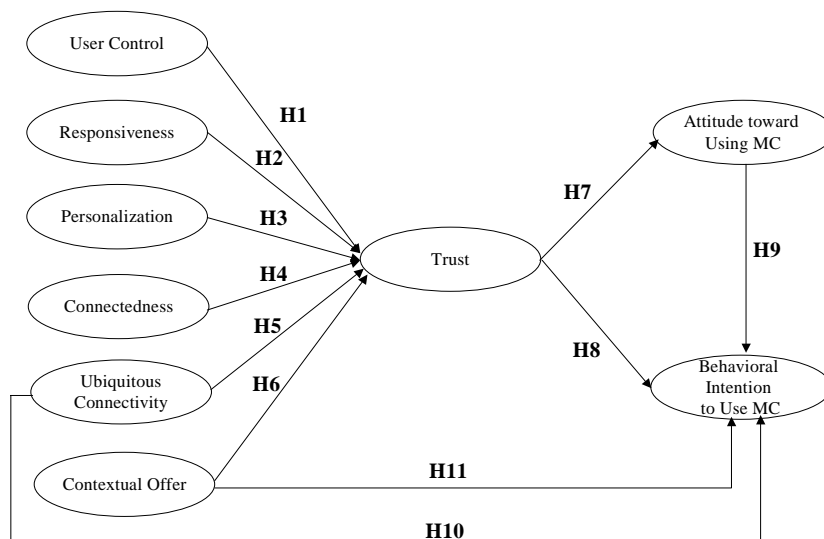 User Control
H1
Responsiveness
H2
Personalization
H3
Connectedness
H4
Ubiquitous
Connectivity
H5
Contextual Offer
H6
Trust
H7
Attitude toward
Using MC
H8
H9
Behavioral
Intention
to Use MC
H11
H10